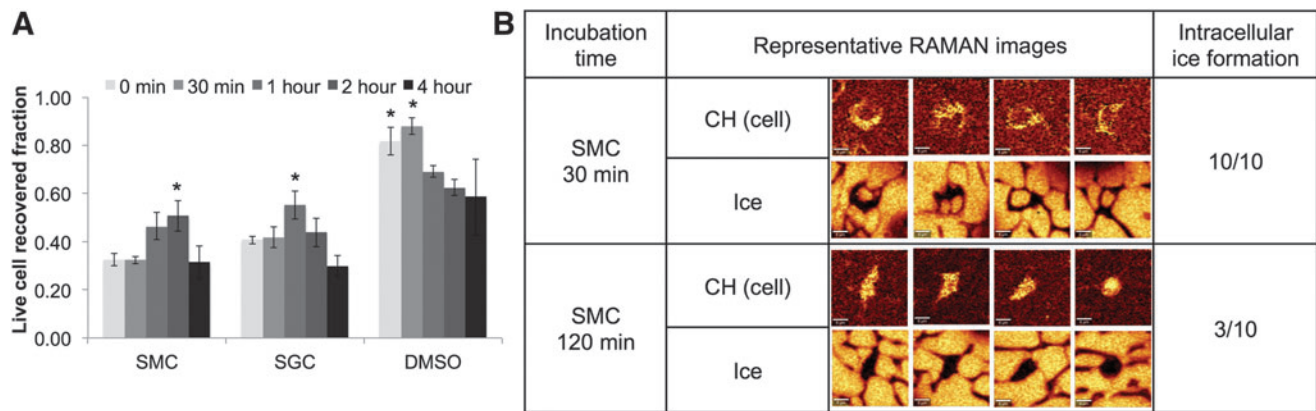 A
0 min 30 min 1 hour 2 hour 4 hour
Live cell recovered fraction
1.00
0.80
0.60
0.40
0.20
0.00
* * * *
SMC SGC DMSO
B
Incubation time
Representative RAMAN images
Intracellular ice formation
SMC
30 min
CH (cell)
Ice
10/10
SMC
120 min
CH (cell)
Ice
3/10